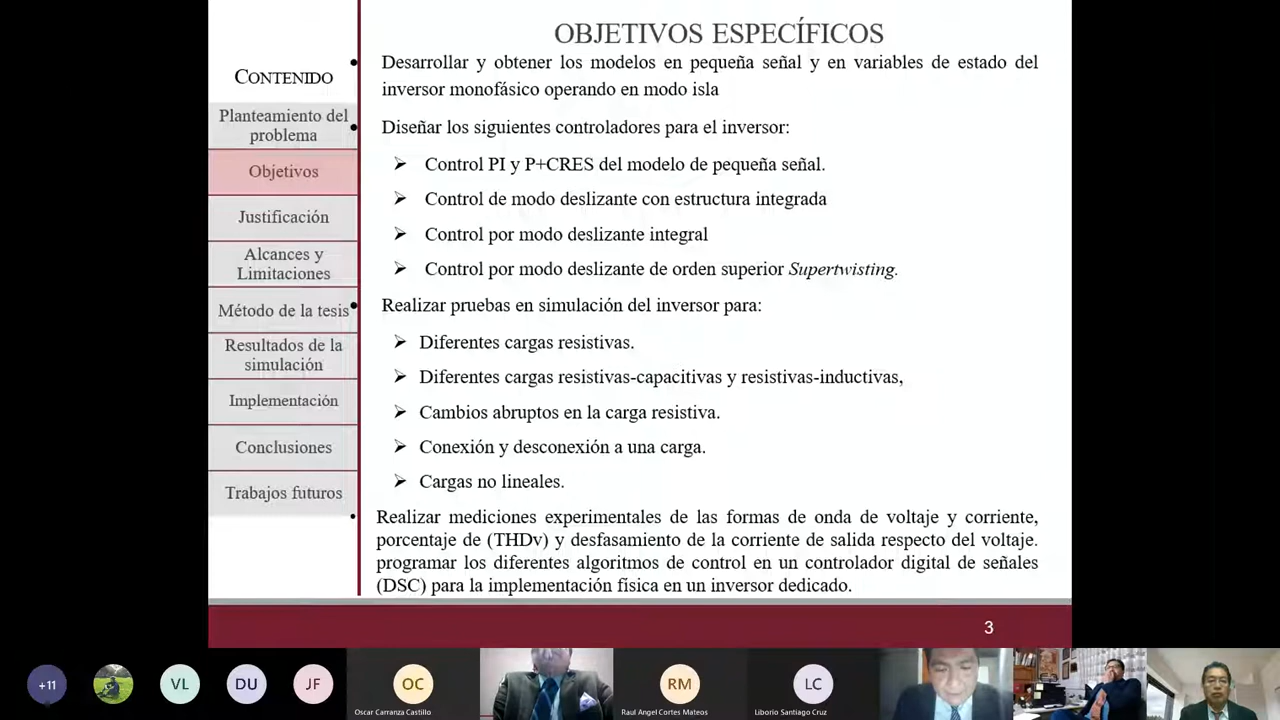 OBJETIVOS ESPECÍFICOS
CONTENIDO
Planteamiento del
problema
Objetivos
Justificación
Alcances y
Limitaciones
Método de la tesis
Resultados de la
simulación
Implementación
Conclusiones
Trabajos futuros
• Desarrollar y obtener los modelos en pequeña señal y en variables de estado del
inversor monofásico operando en modo isla
• Diseñar los siguientes controladores para el inversor:
➢ Control PI y P+CRES del modelo de pequeña señal.
➢ Control de modo deslizante con estructura integrada
➢ Control por modo deslizante integral
➢ Control por modo deslizante de orden superior Supertwisting.
• Realizar pruebas en simulación del inversor para:
➢ Diferentes cargas resistivas.
➢ Diferentes cargas resistivas-capacitivas y resistivas-inductivas,
➢ Cambios abruptos en la carga resistiva.
➢ Conexión y desconexión a una carga.
➢ Cargas no lineales.
• Realizar mediciones experimentales de las formas de onda de voltaje y corriente,
porcentaje de (THDv) y desfasamiento de la corriente de salida respecto del voltaje.
programar los diferentes algoritmos de control en un controlador digital de señales
(DSC) para la implementación física en un inversor dedicado.
3
+11
VL
DU
JF
OC
Oscar Carranza Castillo
RM
Raul Angel Cortes Mateos
LC
Liborio Santiago Cruz